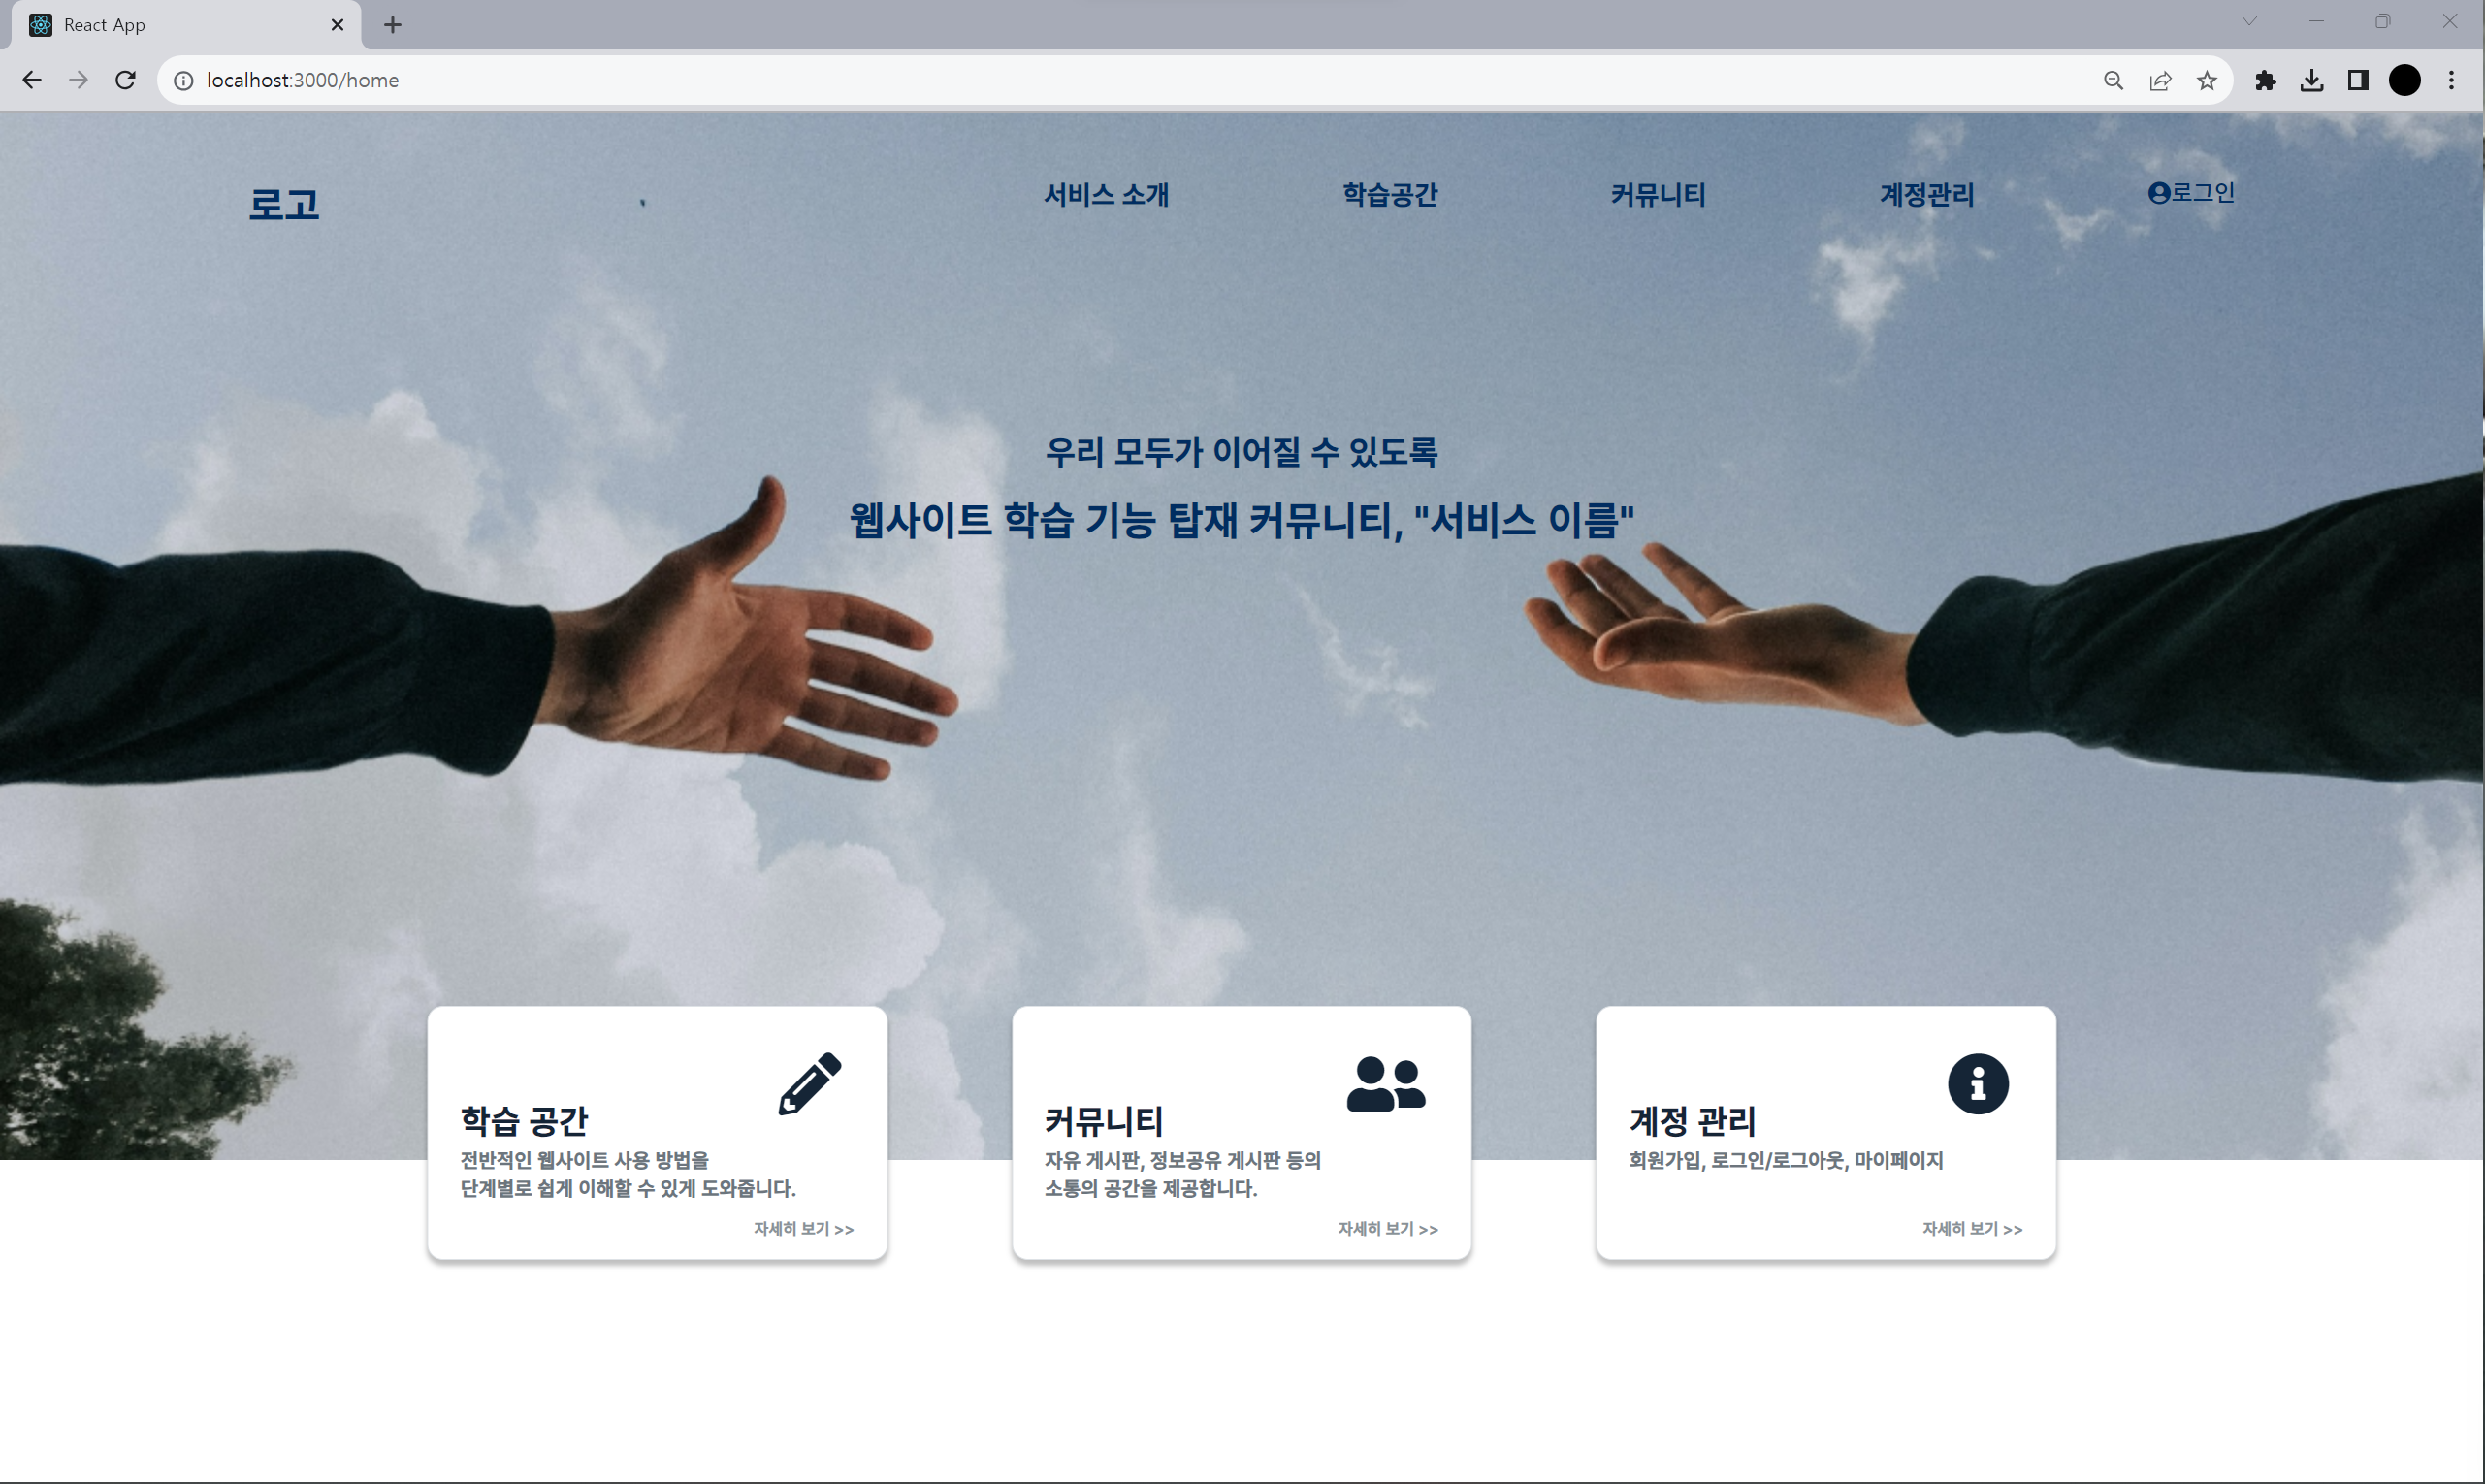 React App
localhost:3000/home
로고
서비스 소개
학습공간
커뮤니티
계정관리
로그인
우리 모두가 이어질 수 있도록
웹사이트 학습 기능 탑재 커뮤니티, "서비스 이름"
학습 공간
전반적인 웹사이트 사용 방법을
단계별로 쉽게 이해할 수 있게 도와줍니다.
자세히 보기 >>
커뮤니티
자유 게시판, 정보공유 게시판 등의
소통의 공간을 제공합니다.
자세히 보기 >>
계정 관리
회원가입, 로그인/로그아웃, 마이페이지
자세히 보기 >>